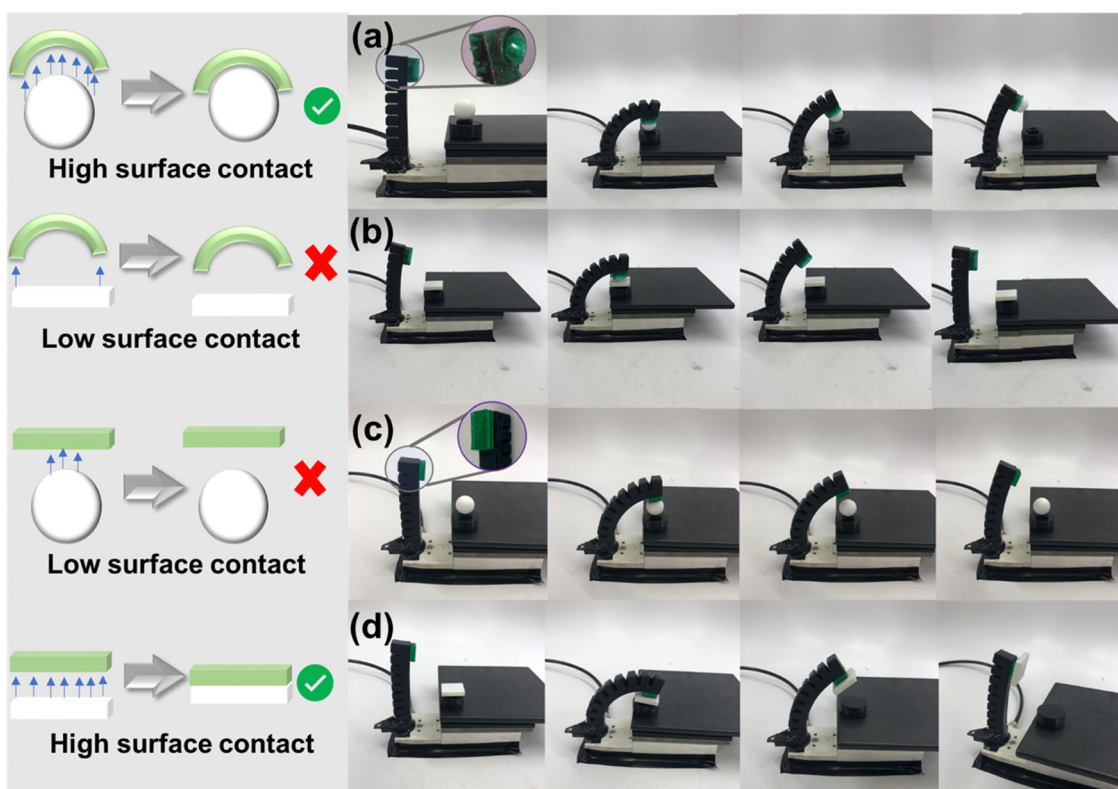 (a)
High surface contact
(b)
Low surface contact
(c)
Low surface contact
(d)
High surface contact